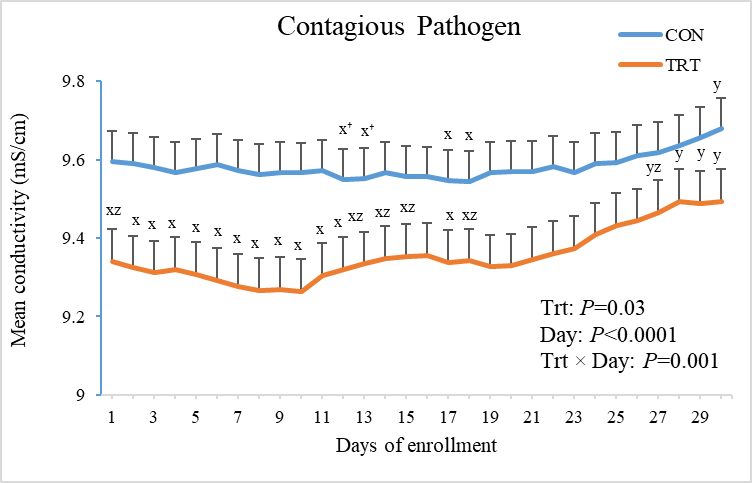 Contagious Pathogen
CON
TRT
Mean conductivity (mS/cm)
9.8
9.6
9.4
9.2
9
y
x† x† x x
yz y y y
xz x x x x x x x x x x x xz xz xz x xz
Trt: P=0.03
Day: P<0.0001
Trt × Day: P=0.001
1 3 5 7 9 11 13 15 17 19 21 23 25 27 29
Days of enrollment